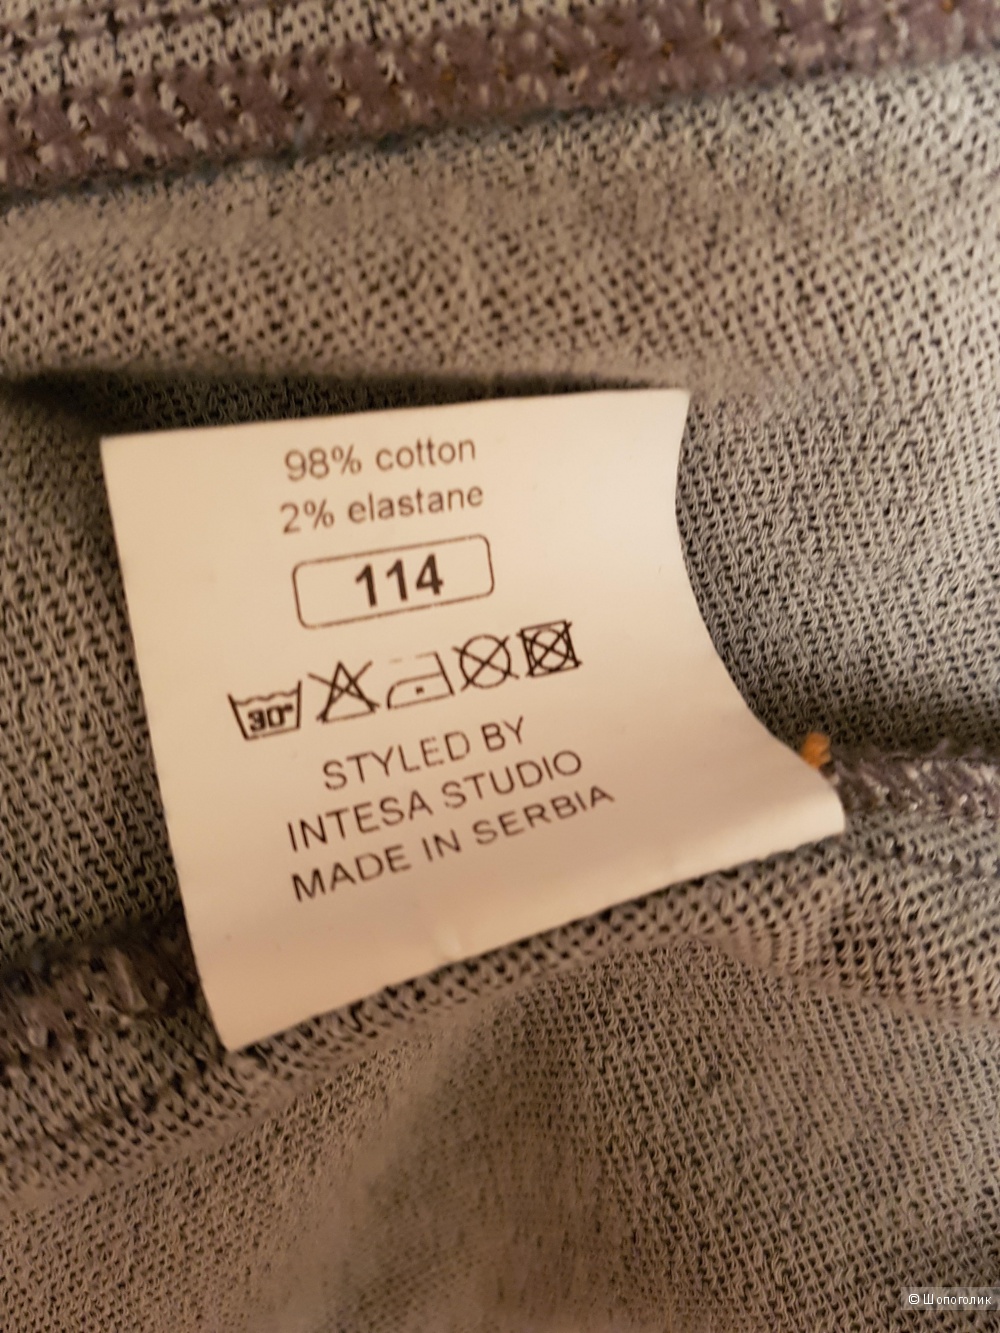 98% cotton
2% elastane
114
30°
STYLED BY
INTESA STUDIO
MADE IN SERBIA
© Шопоголик